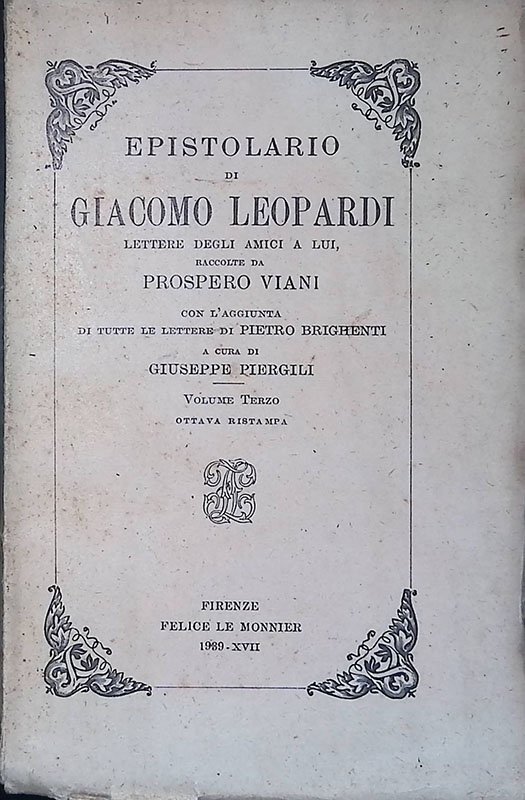 EPISTOLARIO
DI
GIACOMO LEOPARDI
LETTERE DEGLI AMICI A LUI,
RACCOLTE DA
PROSPERO VIANI
CON L'AGGIUNTA
DI TUTTE LE LETTERE DI PIETRO BRIGHENTI
A CURA DI
GIUSEPPE PIERGILI
VOLUME TERZO
OTTAVA RISTAMPA
FIRENZE
FELICE LE MONNIER
1939-XVII